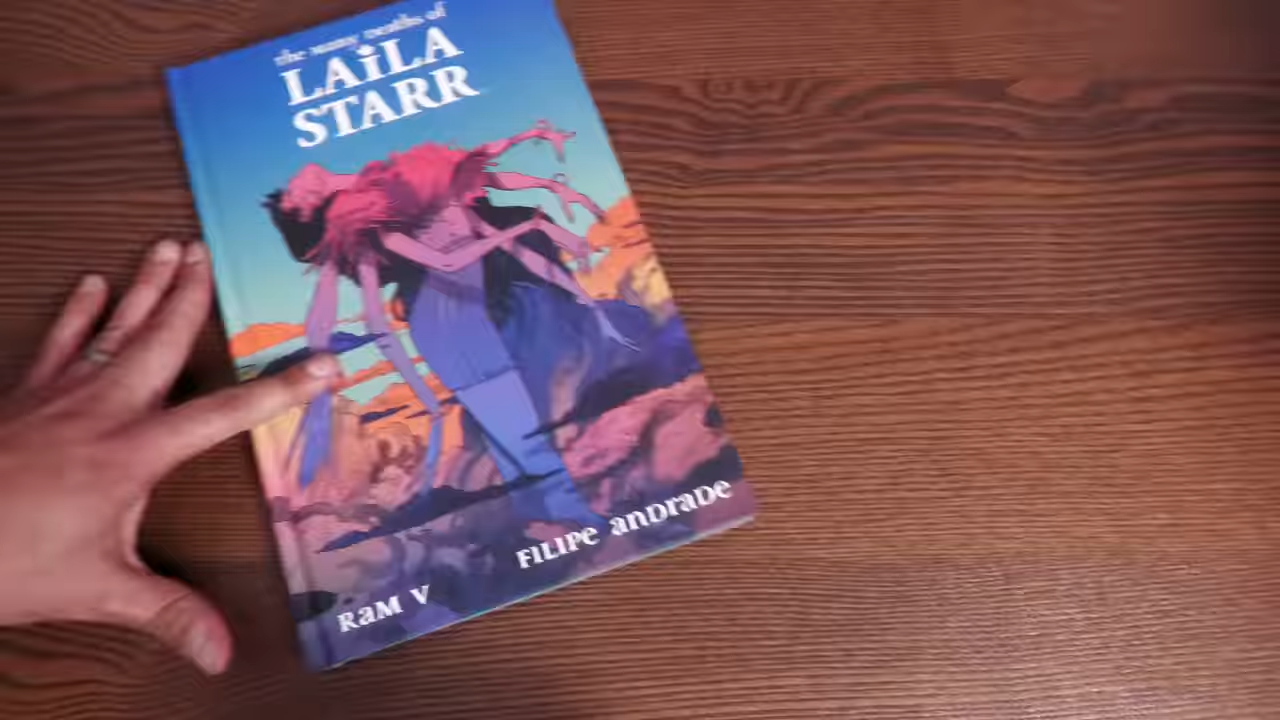 the many deaths of
LAiLA
STARR
FILIPe aNDraDe
RaM V